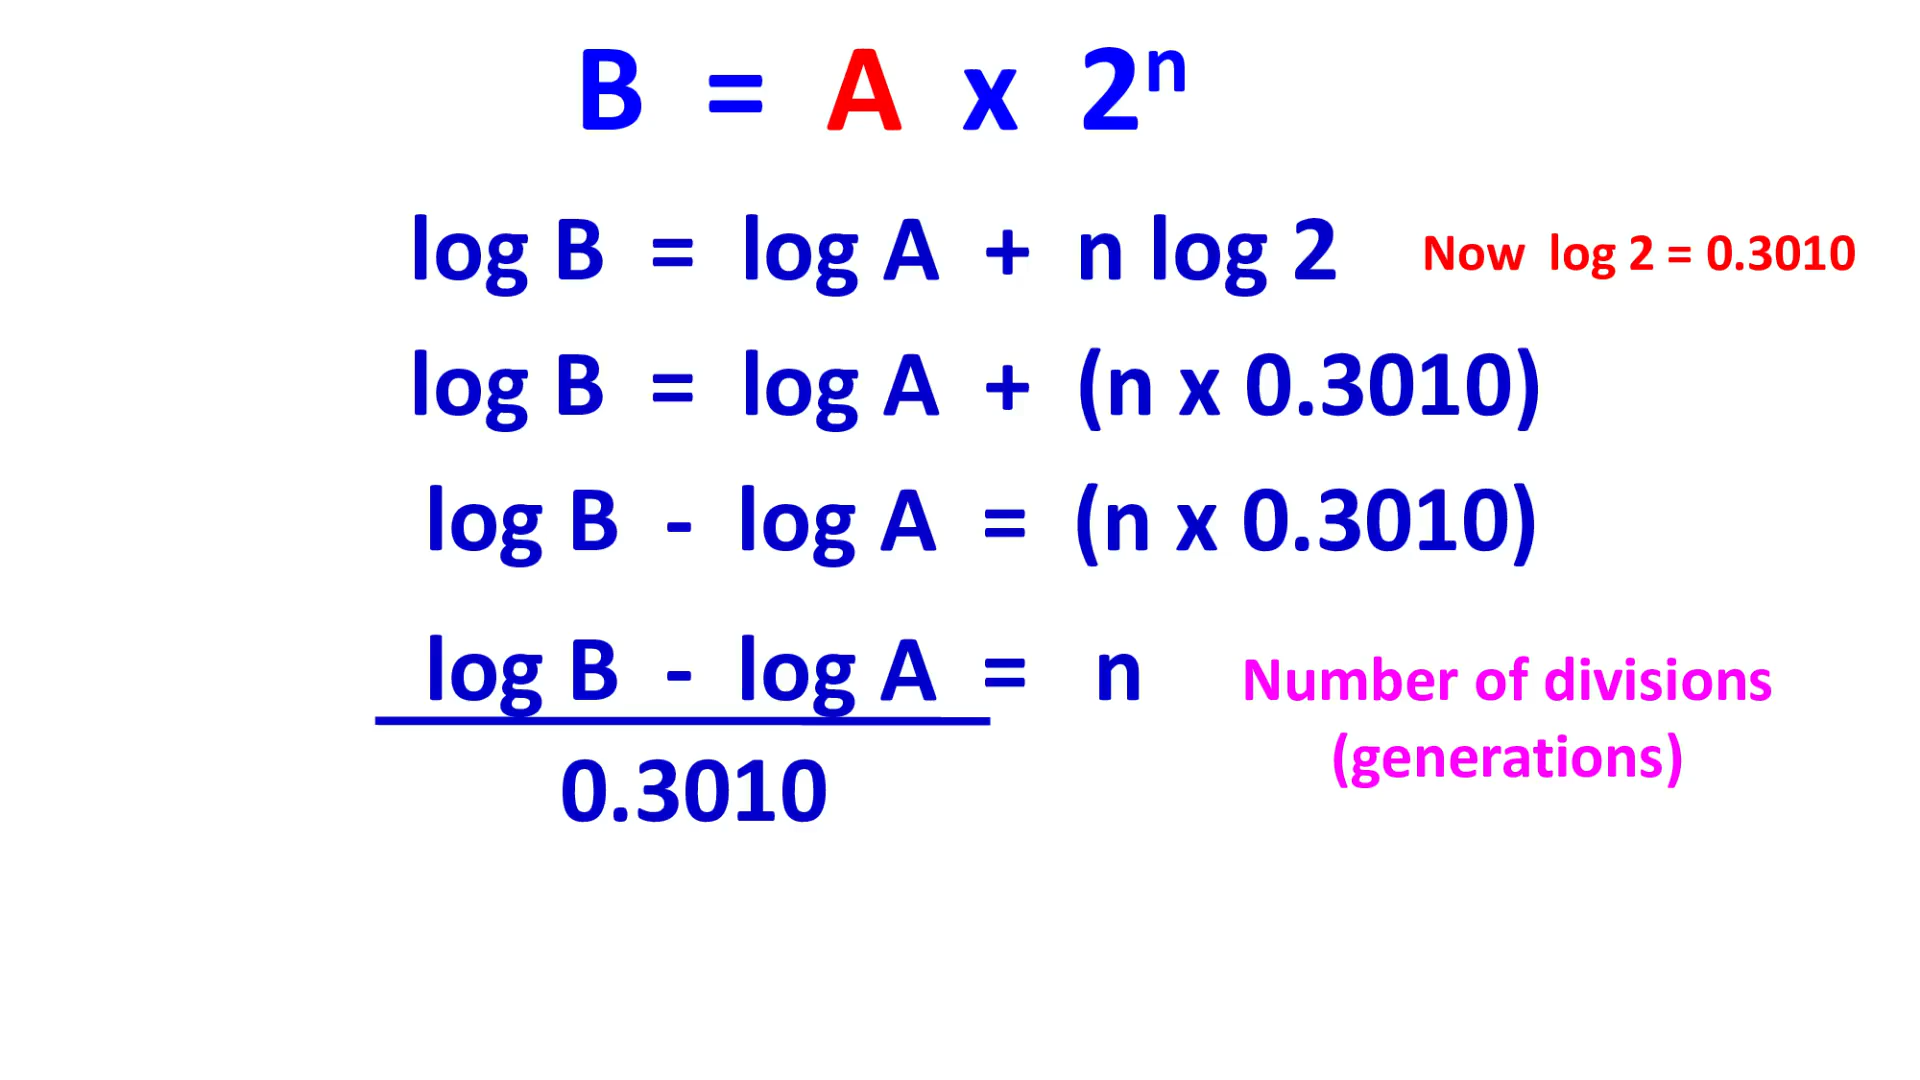 B = A x 2ⁿ
log B = log A + n log 2 Now log 2 = 0.3010
log B = log A + (n x 0.3010)
log B - log A = (n x 0.3010)
log B - log A = n Number of divisions
(generations)
0.3010